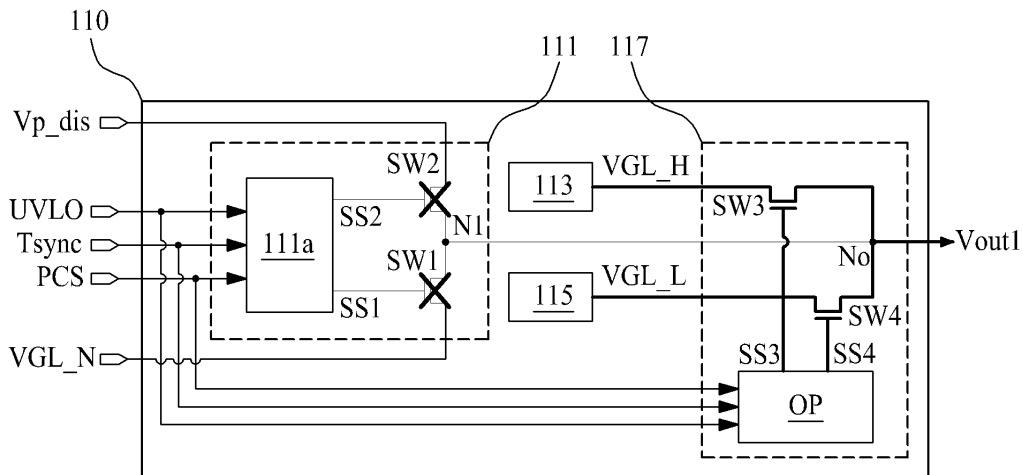 110
111
117
Vp_dis
SW2
113
VGL_H
UVLO
SS2
N1
SW3
Tsync
111a
No
Vout1
PCS
SW1
115
VGL_L
SS1
SW4
VGL_N
SS3
SS4
OP